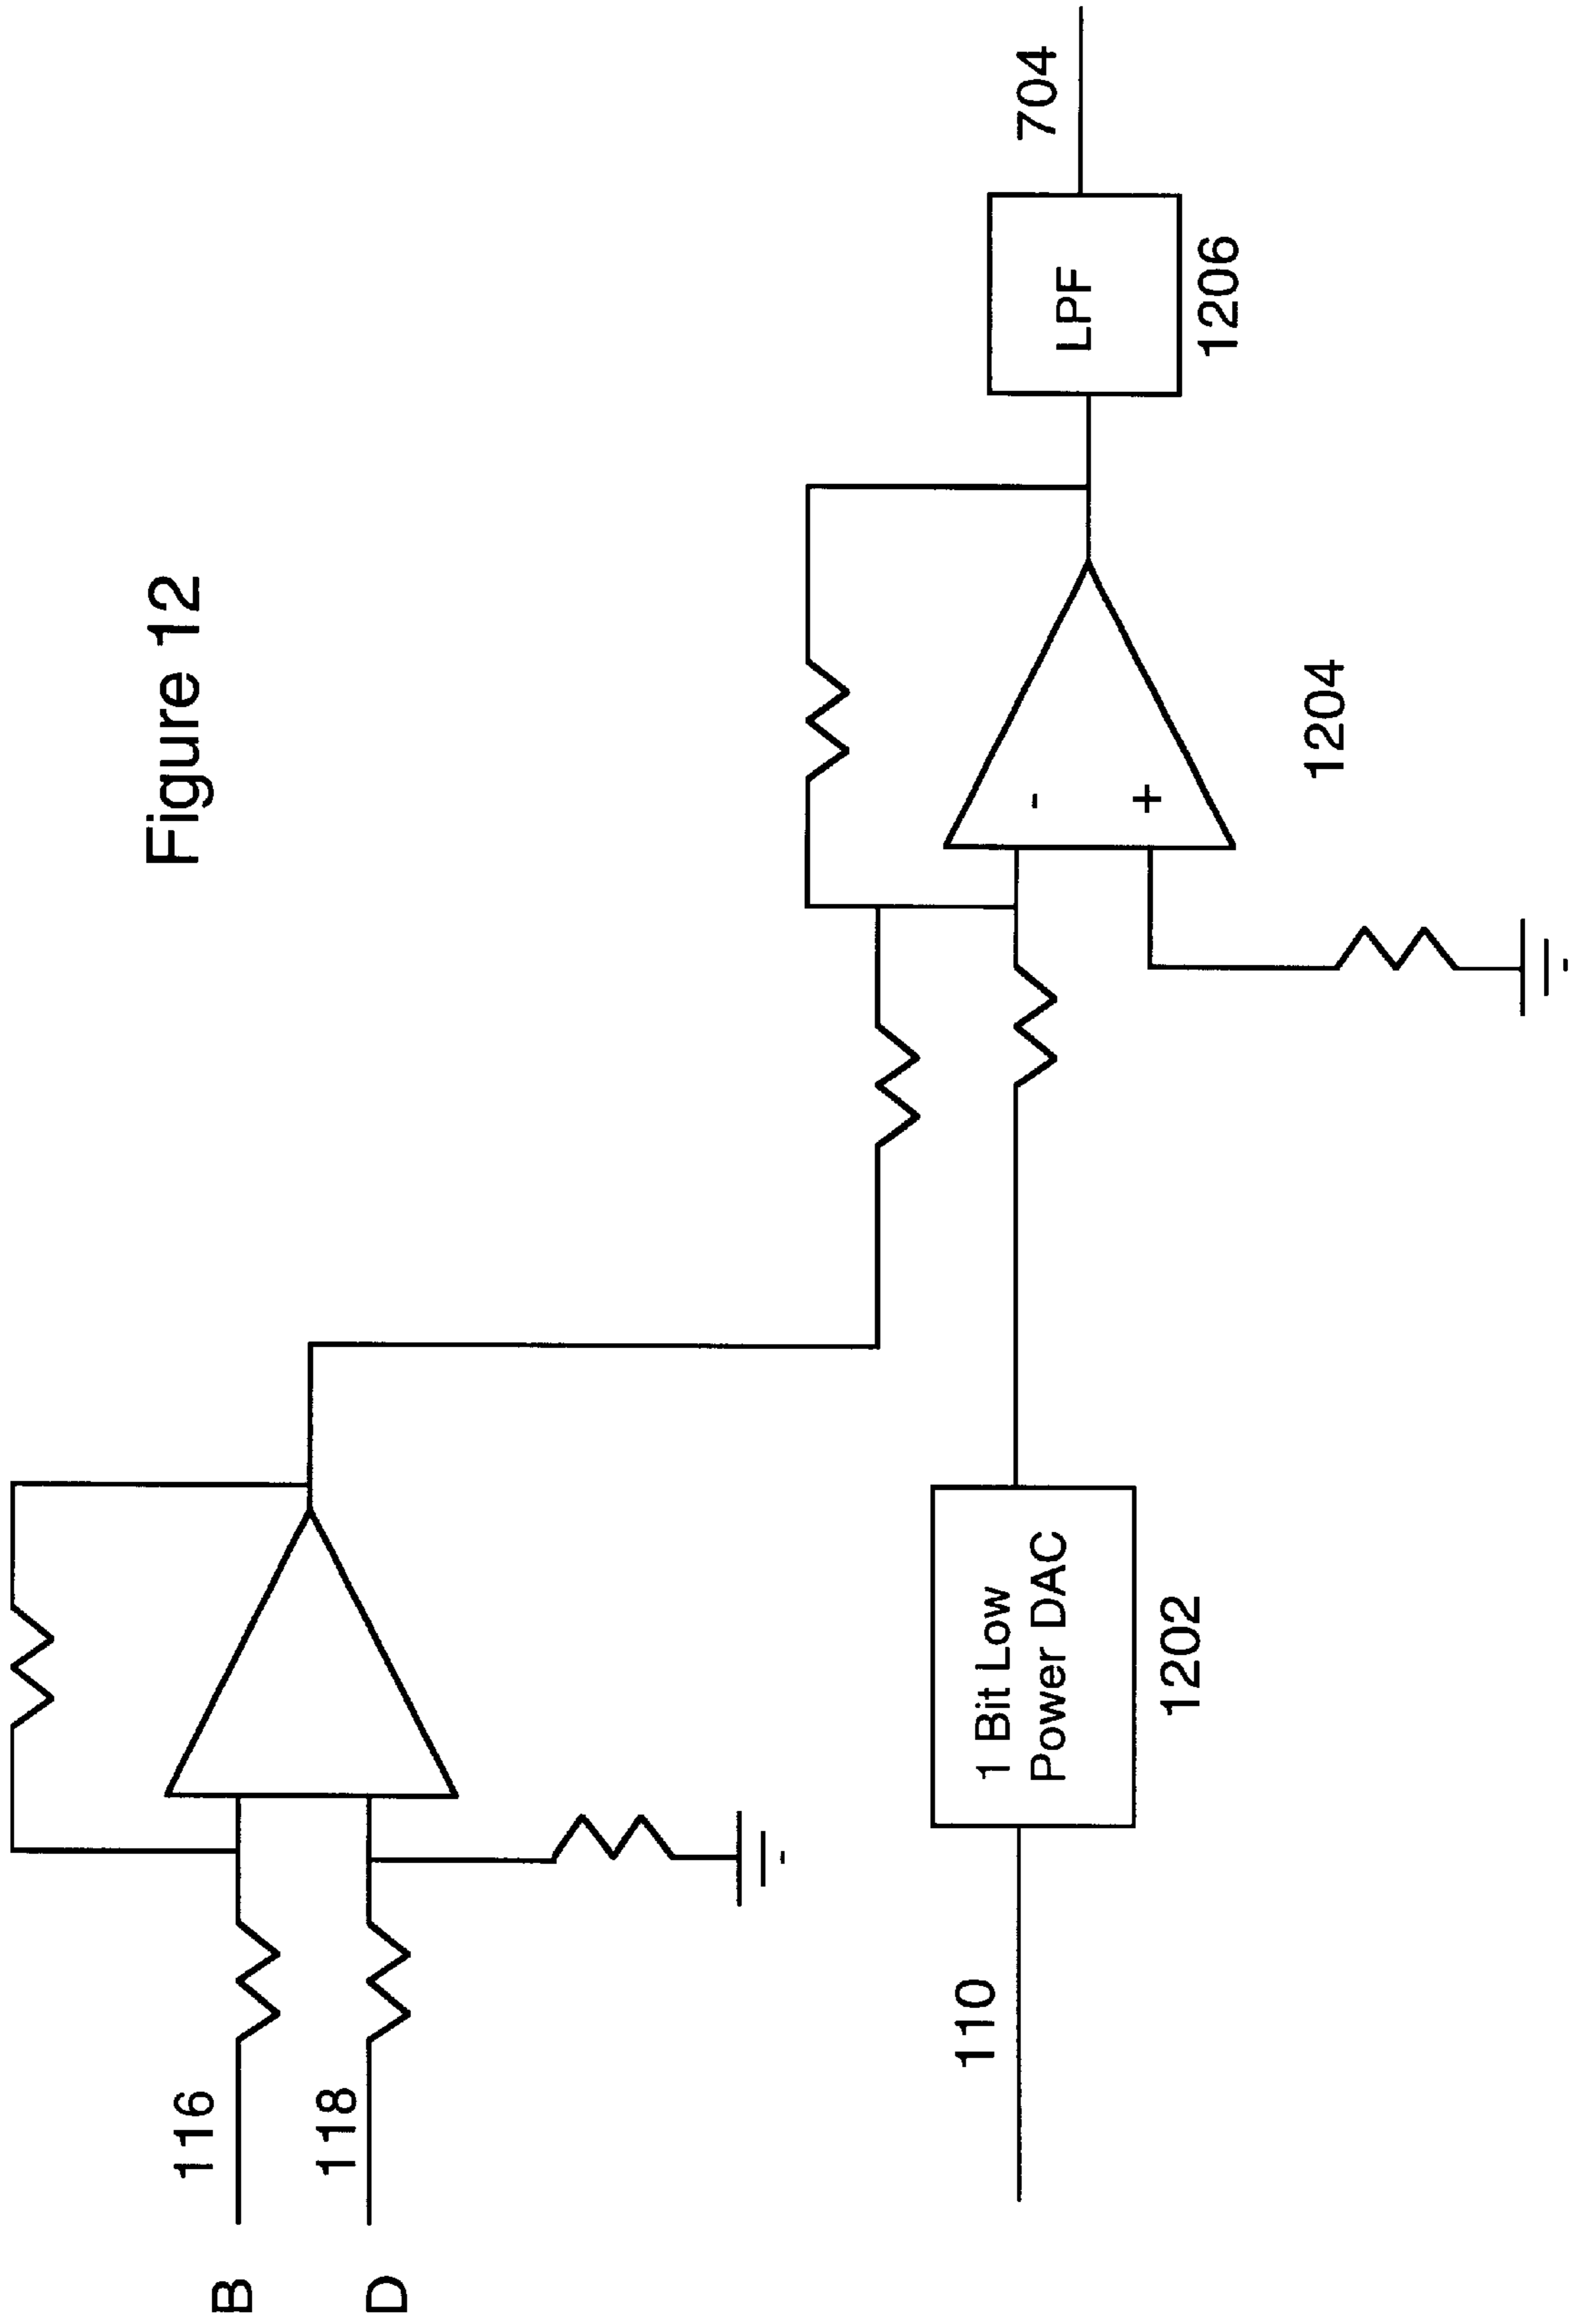 Figure 12
B
116
D
118
110
1 Bit Low
Power DAC
1202
-
+
1204
LPF
1206
704